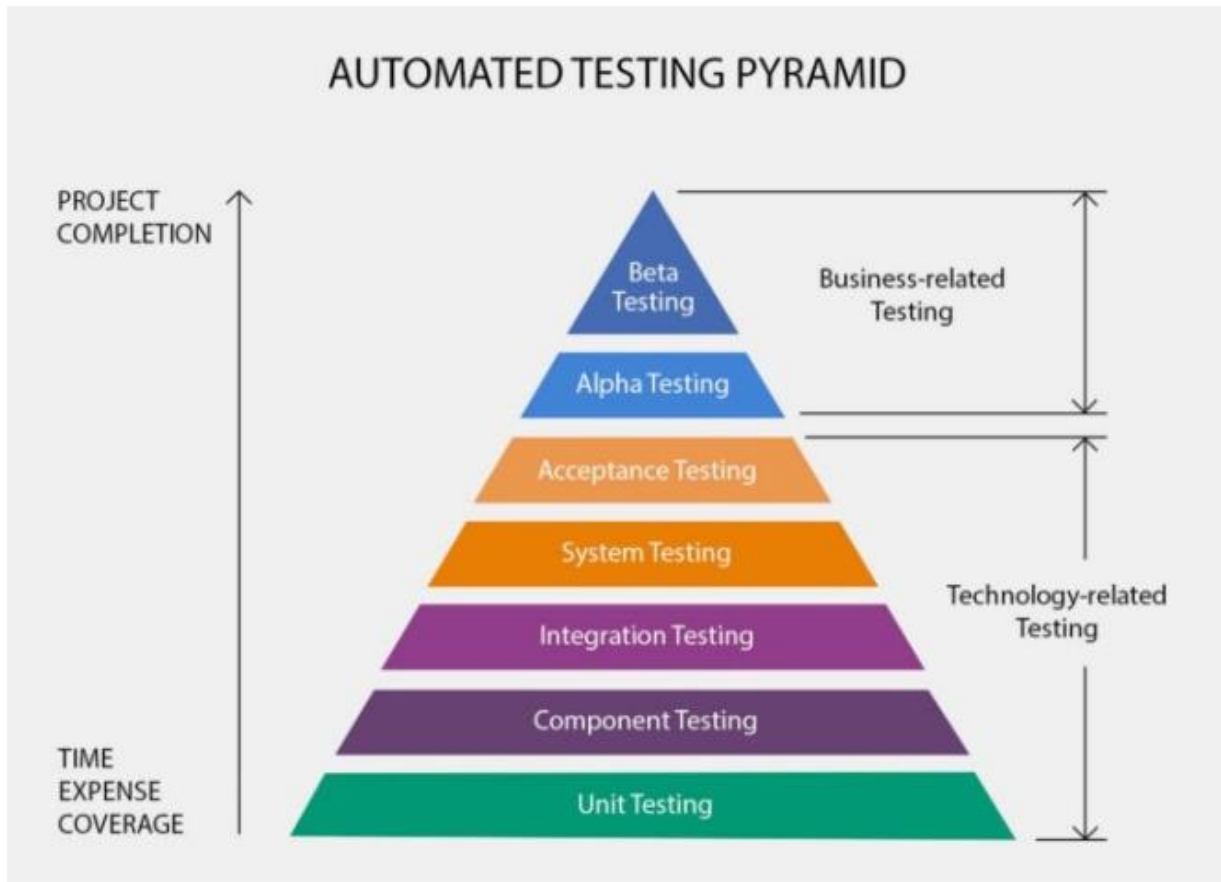 AUTOMATED TESTING PYRAMID
PROJECT
COMPLETION
Beta
Testing
Business-related
Testing
Alpha Testing
Acceptance Testing
System Testing
Technology-related
Testing
Integration Testing
Component Testing
TIME
EXPENSE
COVERAGE
Unit Testing